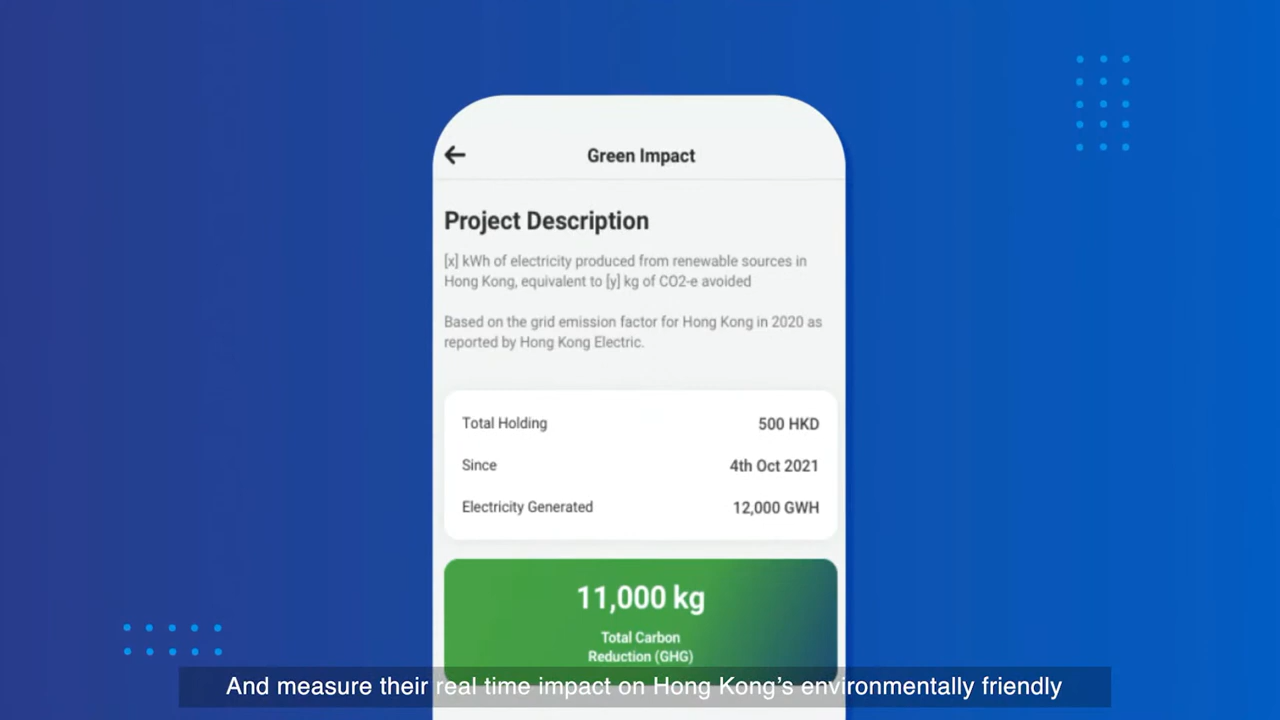 Green Impact
Project Description
[x] kWh of electricity produced from renewable sources in
Hong Kong, equivalent to [y] kg of CO2-e avoided
Based on the grid emission factor for Hong Kong in 2020 as
reported by Hong Kong Electric.
Total Holding 500 HKD
Since 4th Oct 2021
Electricity Generated 12,000 GWH
11,000 kg
Total Carbon
Reduction (GHG)
And measure their real time impact on Hong Kong's environmentally friendly